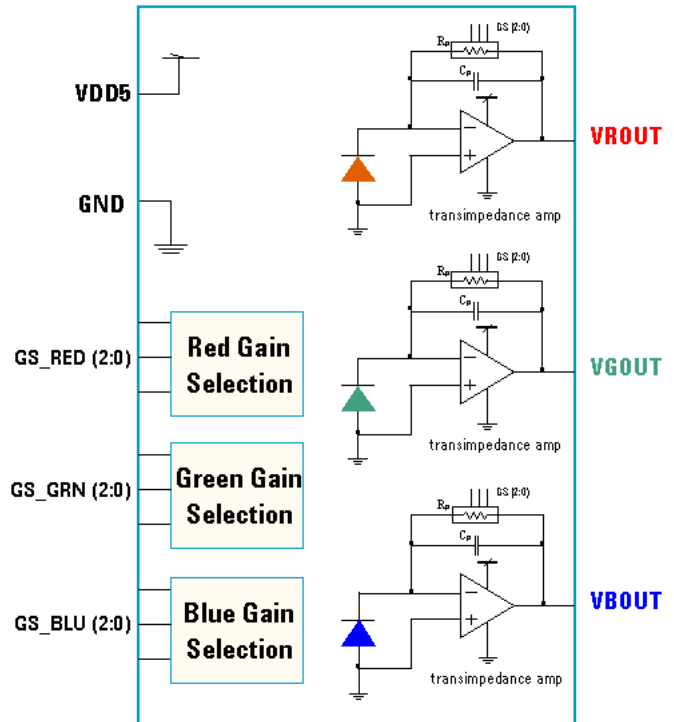 VDD5
GND
GS_RED (2:0)
Red Gain
Selection
GS_GRN (2:0)
Green Gain
Selection
GS_BLU (2:0)
Blue Gain
Selection
GS (2:0)
Rp
Cp
VROUT
transimpedance amp
GS (2:0)
Rp
Cp
VGOUT
transimpedance amp
GS (2:0)
Rp
Cp
VBOUT
transimpedance amp